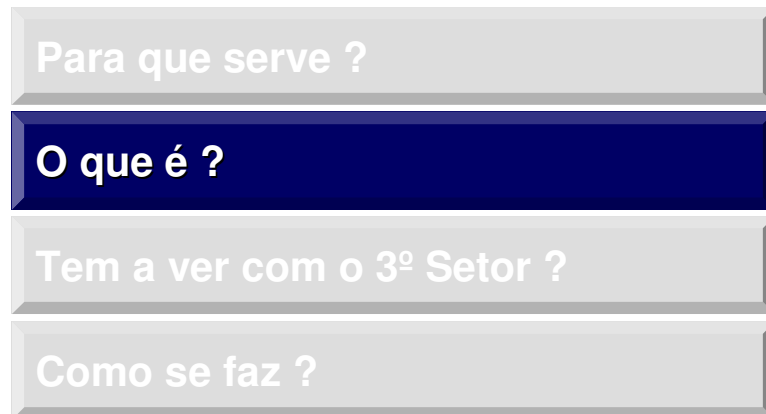 Para que serve ?
O que é ?
Tem a ver com o 3º Setor ?
Como se faz ?